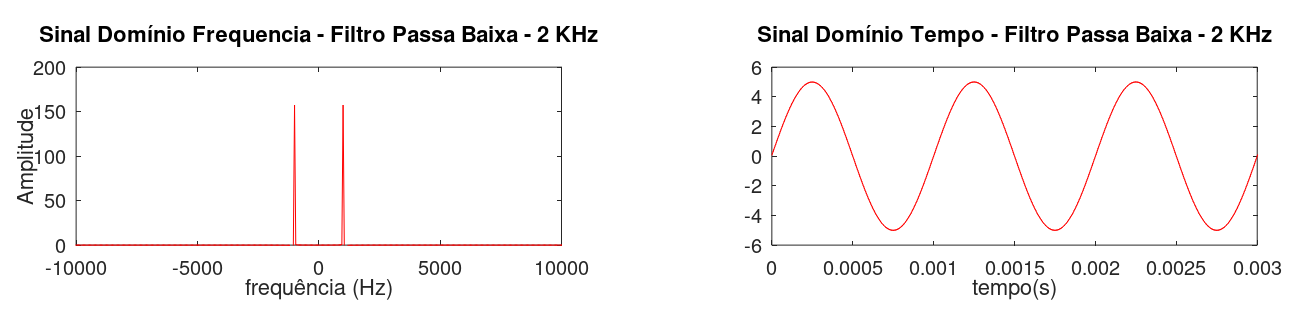 Sinal Domínio Frequencia - Filtro Passa Baixa - 2 KHz
200
150
100
50
0
Amplitude
-10000 -5000 0 5000 10000
frequência (Hz)
Sinal Domínio Tempo - Filtro Passa Baixa - 2 KHz
6
4
2
0
-2
-4
-6
0 0.0005 0.001 0.0015 0.002 0.0025 0.003
tempo(s)